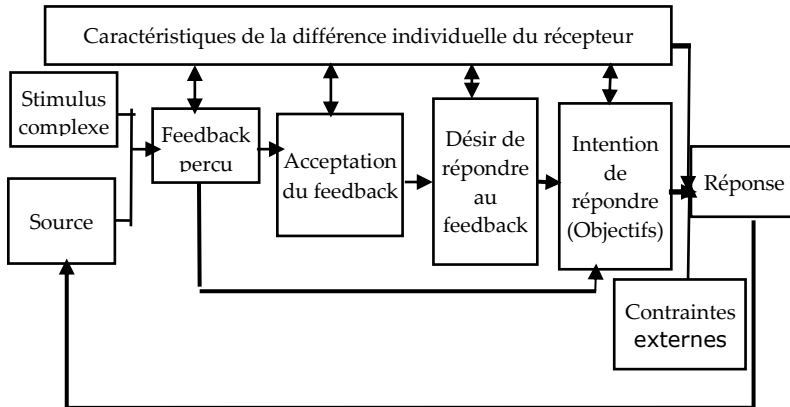 Caractéristiques de la différence individuelle du récepteur
Stimulus
complexe
Source
Feedback
perçu
Acceptation
du feedback
Désir de
répondre
au
feedback
Intention
de
répondre
(Objectifs)
Réponse
Contraintes
externes